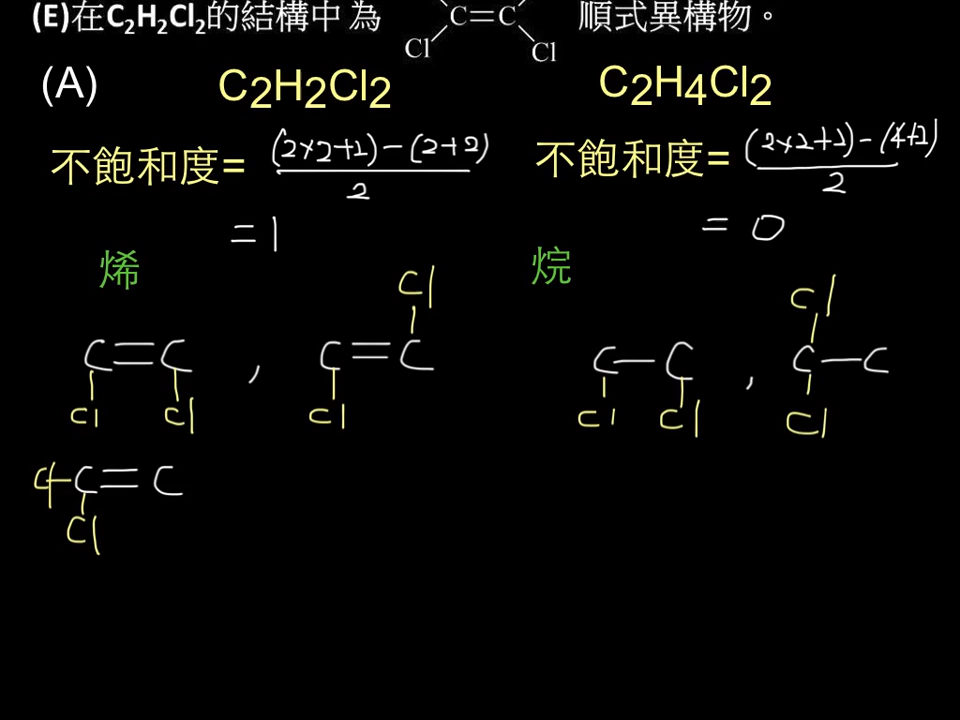 (E)在C₂H₂Cl₂的結構中為 C=C Cl Cl 順式異構物。
(A) C₂H₂Cl₂ C₂H₄Cl₂
不飽和度= (2×2+2)-(2+2) / 2 不飽和度= (2×2+2)-(4+2) / 2
=1 = 0
烯 烷
Cl Cl
C=C , C=C C-C , C-C
Cl Cl Cl Cl Cl Cl
Cl-C=C
Cl